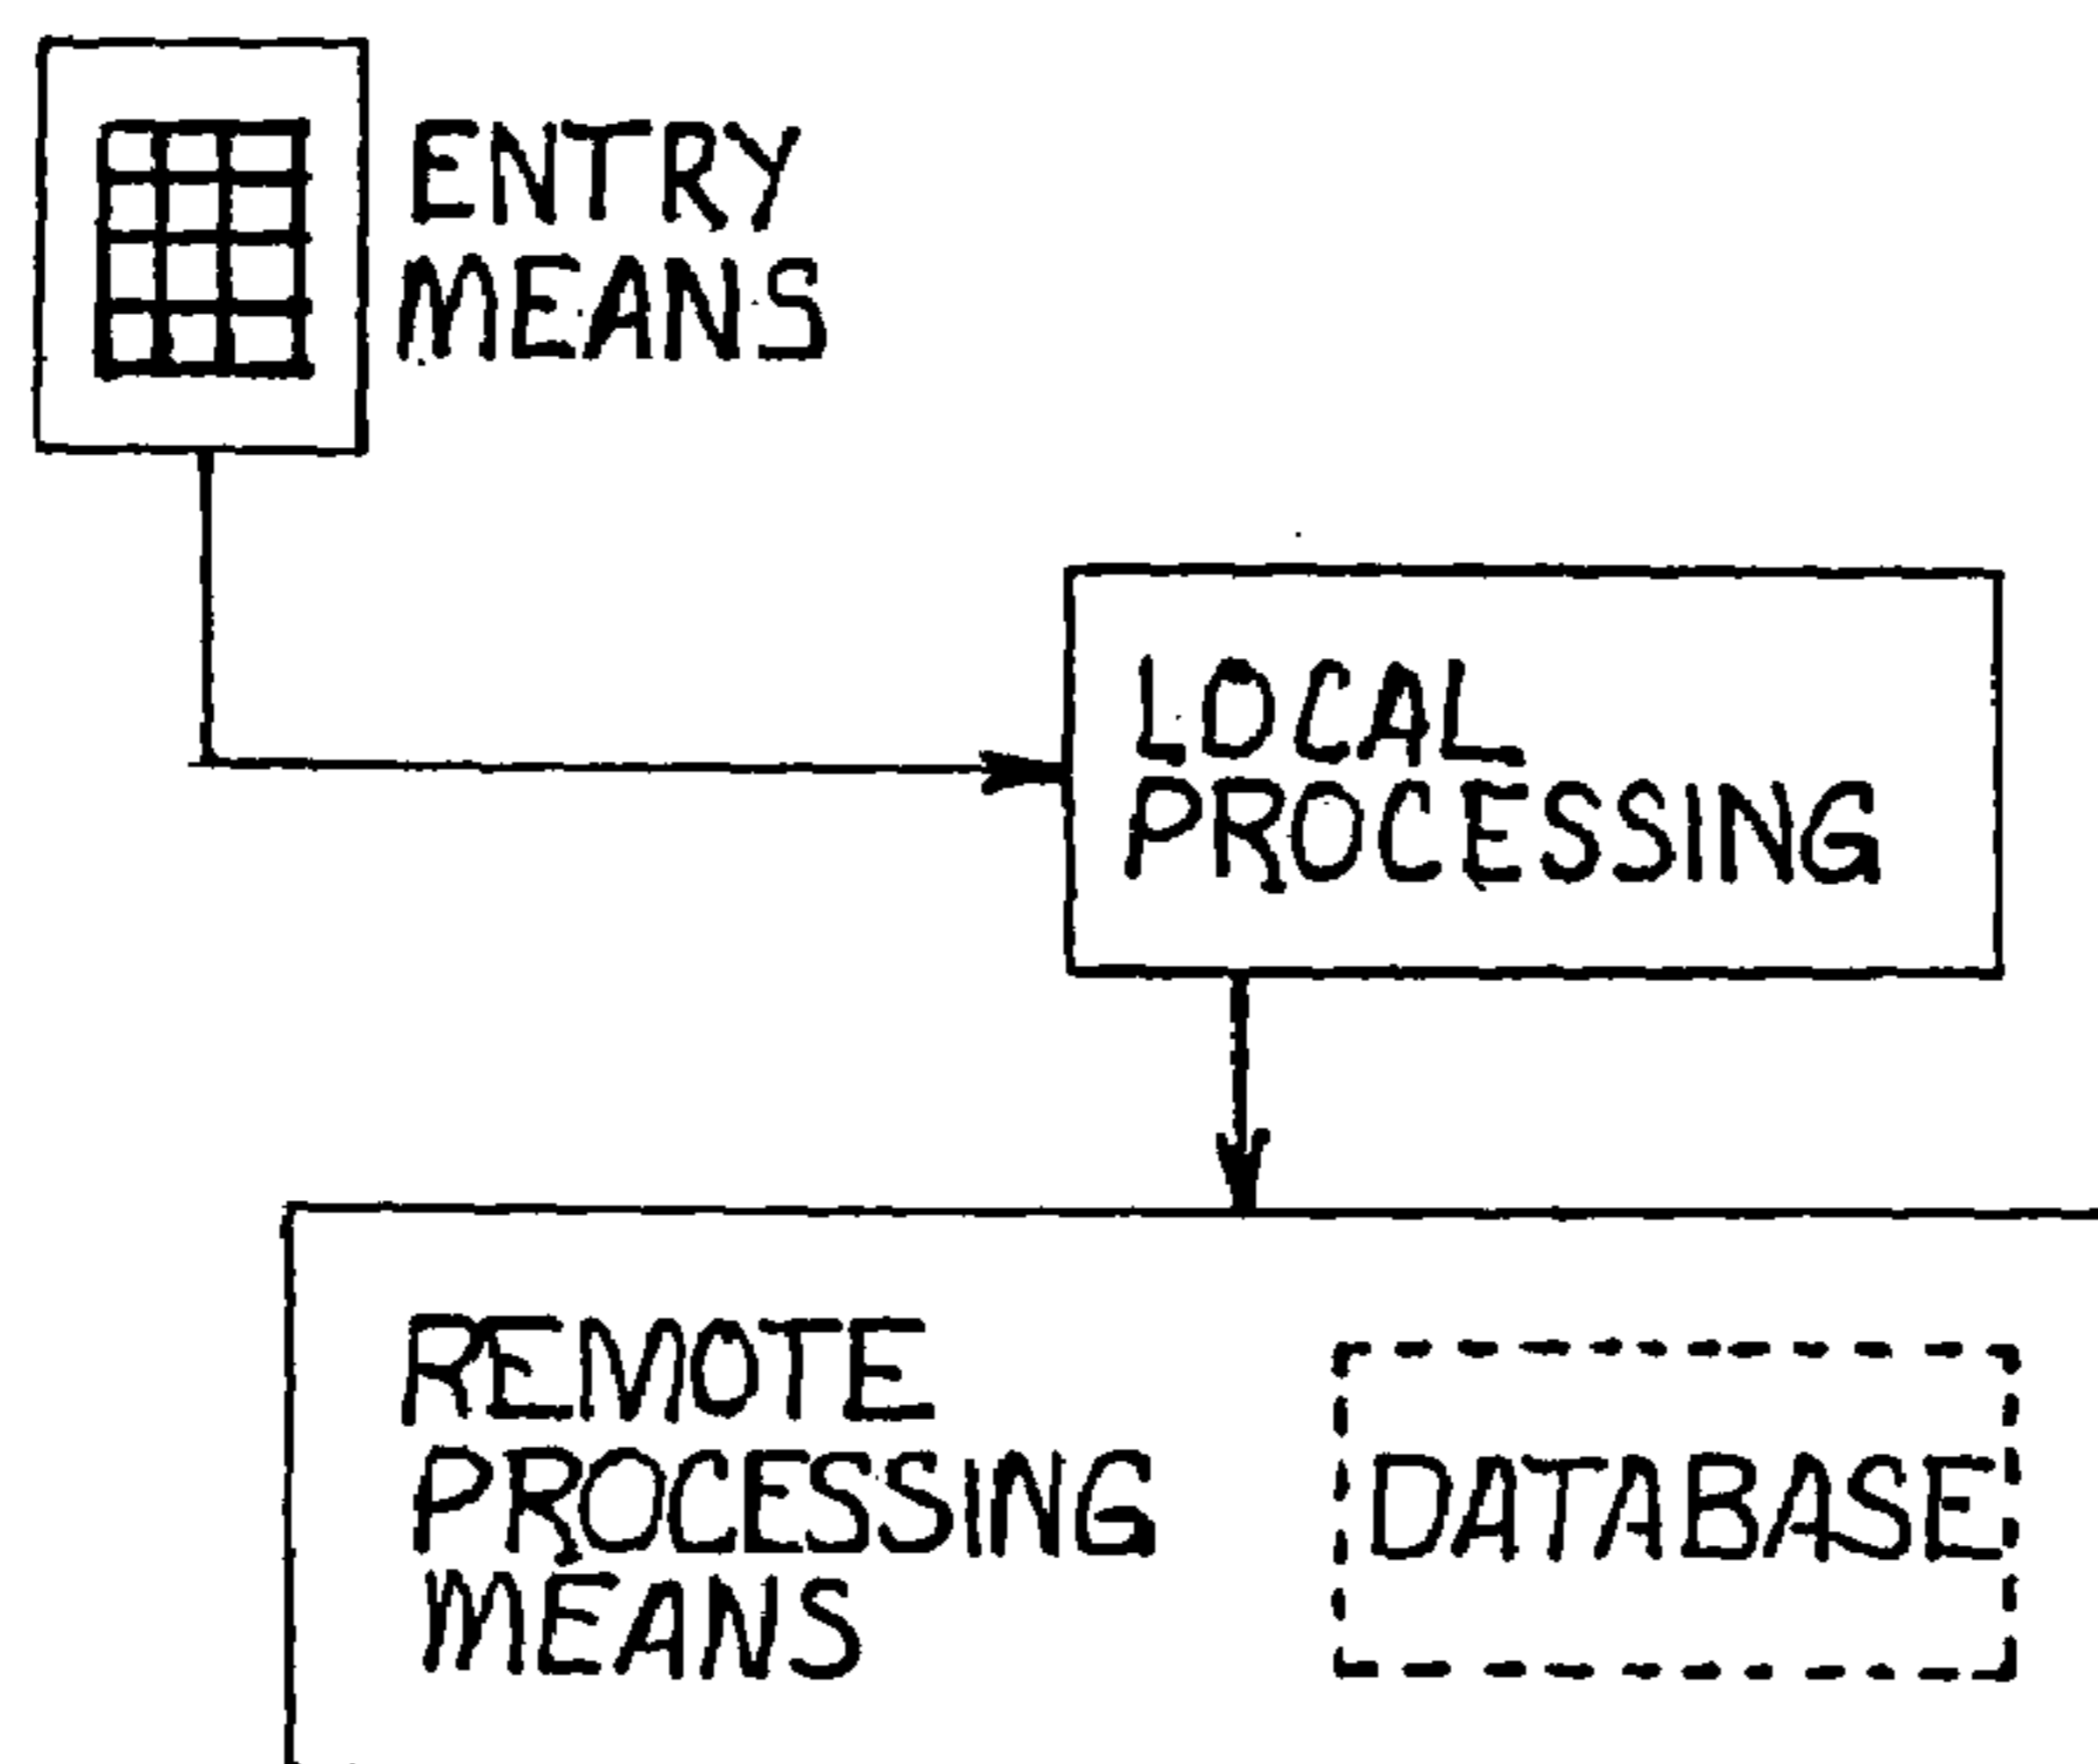 ENTRY
MEANS
LOCAL
PROCESSING
REMOTE
PROCESSING
MEANS
DATABASE